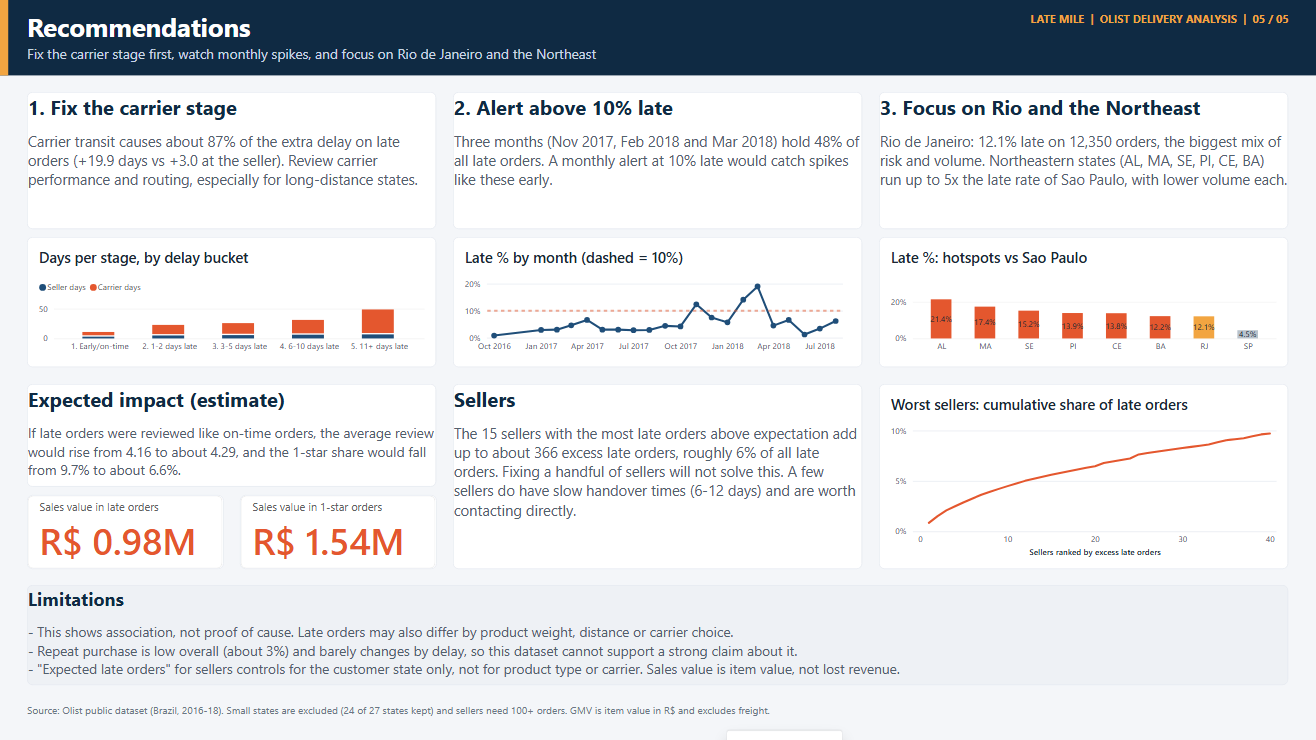 Recommendations
LATE MILE | OLIST DELIVERY ANALYSIS | 05 / 05
Fix the carrier stage first, watch monthly spikes, and focus on Rio de Janeiro and the Northeast
1. Fix the carrier stage
Carrier transit causes about 87% of the extra delay on late
orders (+19.9 days vs +3.0 at the seller). Review carrier
performance and routing, especially for long-distance states.
2. Alert above 10% late
Three months (Nov 2017, Feb 2018 and Mar 2018) hold 48% of
all late orders. A monthly alert at 10% late would catch spikes
like these early.
3. Focus on Rio and the Northeast
Rio de Janeiro: 12.1% late on 12,350 orders, the biggest mix of
risk and volume. Northeastern states (AL, MA, SE, PI, CE, BA)
run up to 5x the late rate of Sao Paulo, with lower volume each.
Days per stage, by delay bucket
Seller days Carrier days
50
0
1. Early/on-time 2. 1-2 days late 3. 3-5 days late 4. 6-10 days late 5. 11+ days late
Late % by month (dashed = 10%)
20%
10%
0%
Oct 2016 Jan 2017 Apr 2017 Jul 2017 Oct 2017 Jan 2018 Apr 2018 Jul 2018
Late %: hotspots vs Sao Paulo
20%
0%
21.4% 17.4% 15.2% 13.9% 13.8% 12.2% 12.1% 4.5%
AL MA SE PI CE BA RJ SP
Expected impact (estimate)
If late orders were reviewed like on-time orders, the average review
would rise from 4.16 to about 4.29, and the 1-star share would fall
from 9.7% to about 6.6%.
Sales value in late orders
R$ 0.98M
Sales value in 1-star orders
R$ 1.54M
Sellers
The 15 sellers with the most late orders above expectation add
up to about 366 excess late orders, roughly 6% of all late
orders. Fixing a handful of sellers will not solve this. A few
sellers do have slow handover times (6-12 days) and are worth
contacting directly.
Worst sellers: cumulative share of late orders
10%
5%
0%
0 10 20 30 40
Sellers ranked by excess late orders
Limitations
- This shows association, not proof of cause. Late orders may also differ by product weight, distance or carrier choice.
- Repeat purchase is low overall (about 3%) and barely changes by delay, so this dataset cannot support a strong claim about it.
- "Expected late orders" for sellers controls for the customer state only, not for product type or carrier. Sales value is item value, not lost revenue.
Source: Olist public dataset (Brazil, 2016-18). Small states are excluded (24 of 27 states kept) and sellers need 100+ orders. GMV is item value in R$ and excludes freight.